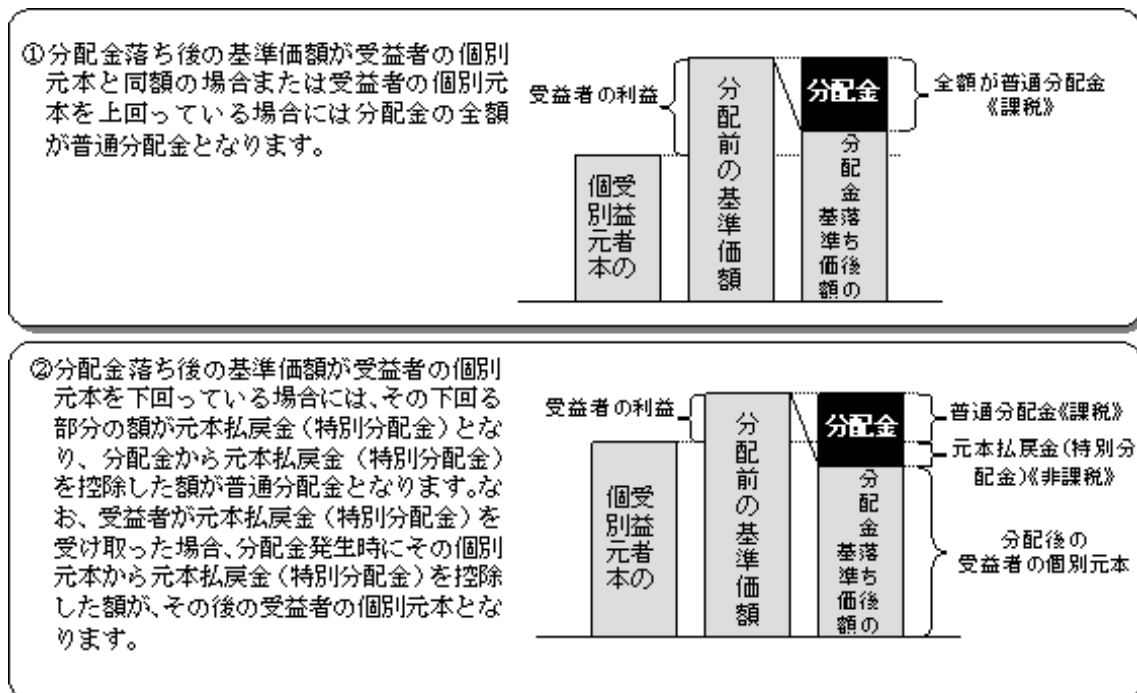 ①分配金落ち後の基準価額が受益者の個別
元本と同額の場合または受益者の個別元
本を上回っている場合には分配金の全額
が普通分配金となります。
受益者の利益
受益者の
個別元本
分配前の基準価額
分配金
分配金落ち後の
基準価額
全額が普通分配金
《課税》
②分配金落ち後の基準価額が受益者の個別
元本を下回っている場合には、その下回る
部分の額が元本払戻金（特別分配金）とな
り、分配金から元本払戻金（特別分配金）
を控除した額が普通分配金となります。な
お、受益者が元本払戻金（特別分配金）を
受け取った場合、分配金発生時にその個別
元本から元本払戻金（特別分配金）を控除
した額が、その後の受益者の個別元本とな
ります。
受益者の利益
受益者の
個別元本
分配前の基準価額
分配金
分配金落ち後の
基準価額
普通分配金《課税》
元本払戻金（特別分
配金）《非課税》
分配後の
受益者の個別元本